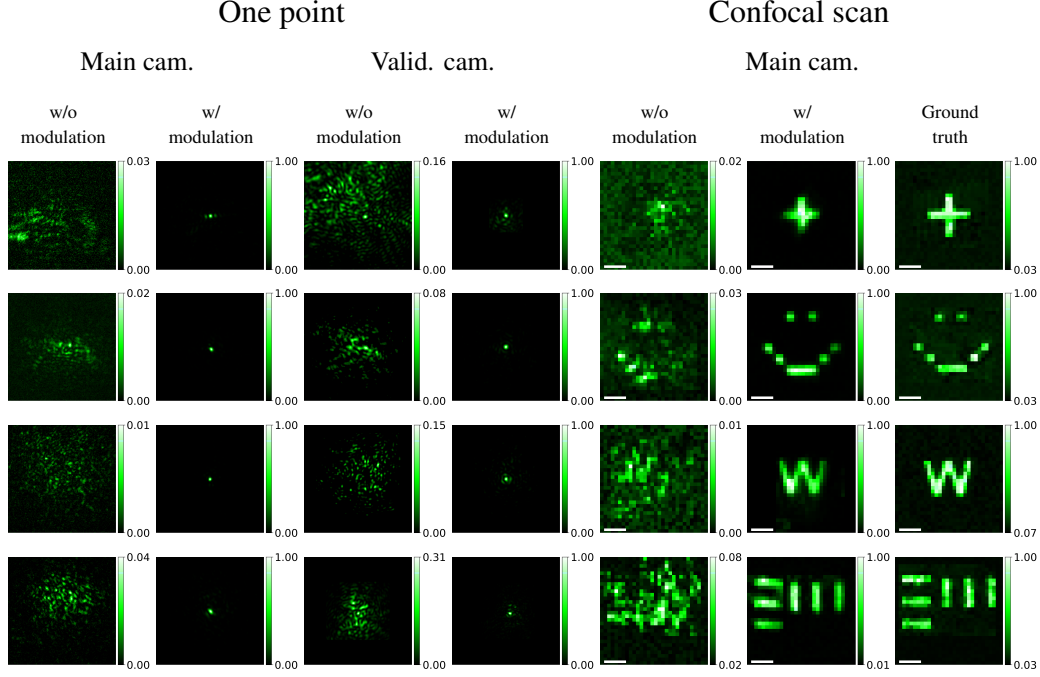 One point Confocal scan
Main cam. Valid. cam. Main cam.
w/o w/ w/o w/ w/o w/ Ground
modulation modulation modulation modulation modulation modulation truth
0.03 1.00 0.16 1.00 0.02 1.00 1.00
0.00 0.00 0.00 0.00 0.00 0.00 0.03
0.02 1.00 0.08 1.00 0.03 1.00 1.00
0.00 0.00 0.00 0.00 0.00 0.00 0.03
0.01 1.00 0.15 1.00 0.01 1.00 1.00
W W
0.00 0.00 0.00 0.00 0.00 0.00 0.07
0.04 1.00 0.31 1.00 0.08 1.00 1.00
0.00 0.00 0.00 0.00 0.02 0.01 0.03